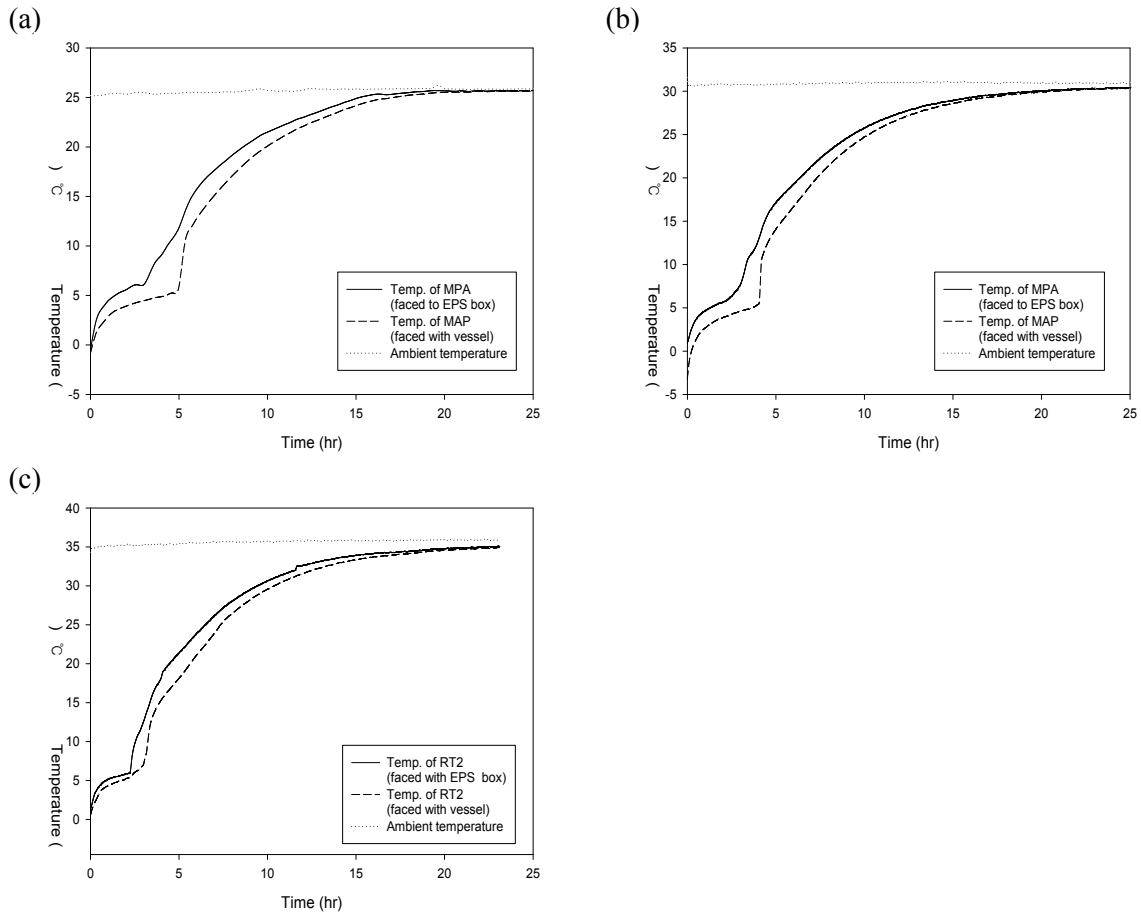 (a)
30
25
20
15
10
5
0
-5
Temperature (℃)
0 5 10 15 20 25
Time (hr)
Temp. of MPA
(faced to EPS box)
Temp. of MAP
(faced with vessel)
Ambient temperature
(b)
35
30
25
20
15
10
5
0
-5
Temperature (℃)
0 5 10 15 20 25
Time (hr)
Temp. of MPA
(faced to EPS box)
Temp. of MAP
(faced with vessel)
Ambient temperature
(c)
40
35
30
25
20
15
10
5
0
Temperature (℃)
0 5 10 15 20 25
Time (hr)
Temp. of RT2
(faced with EPS box)
Temp. of RT2
(faced with vessel)
Ambient temperature